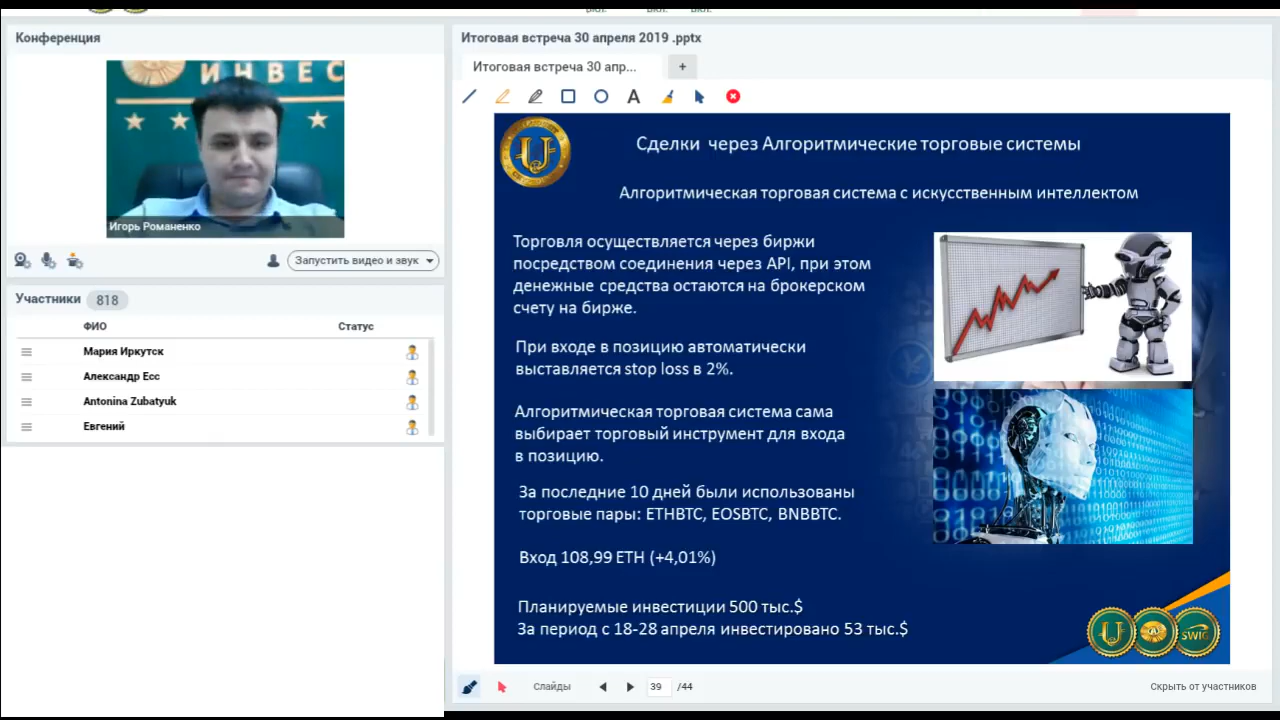 Конференция
ИНВЕС
Игорь Романенко
Запустить видео и звук
Участники 818
ФИО Статус
Мария Иркутск
Александр Есс
Antonina Zubatyuk
Евгений
Итоговая встреча 30 апреля 2019 .pptx
Итоговая встреча 30 апр... +
A
Сделки через Алгоритмические торговые системы
Алгоритмическая торговая система с искусственным интеллектом
Торговля осуществляется через биржи
посредством соединения через API, при этом
денежные средства остаются на брокерском
счету на бирже.
При входе в позицию автоматически
выставляется stop loss в 2%.
Алгоритмическая торговая система сама
выбирает торговый инструмент для входа
в позицию.
За последние 10 дней были использованы
торговые пары: ETHBTC, EOSBTC, BNBBTC.
Вход 108,99 ETH (+4,01%)
Планируемые инвестиции 500 тыс.$
За период с 18-28 апреля инвестировано 53 тыс.$
SWIG
Слайды 39 /44
Скрыть от участников